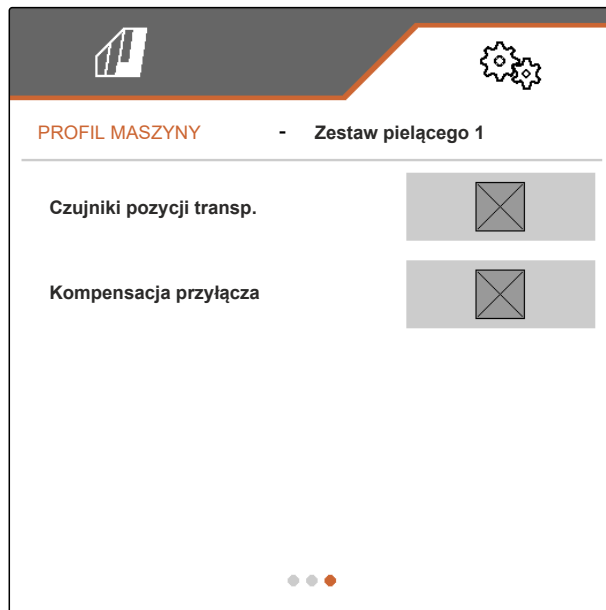 PROFIL MASZYNY - Zestaw pielącego 1
Czujniki pozycji transp.
Kompensacja przyłącza